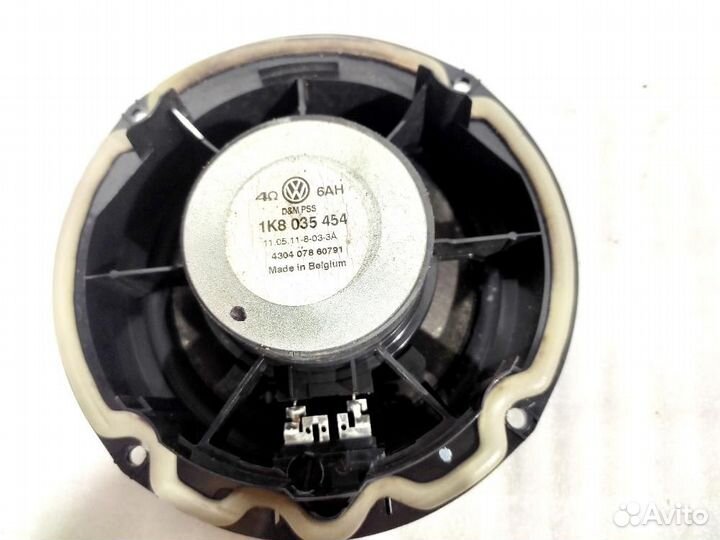 4Ω VW 6AH
D&M PSS
1K8 035 454
11.05.11-8-03-3A
4304 078 60791
Made in Belgium
Avito